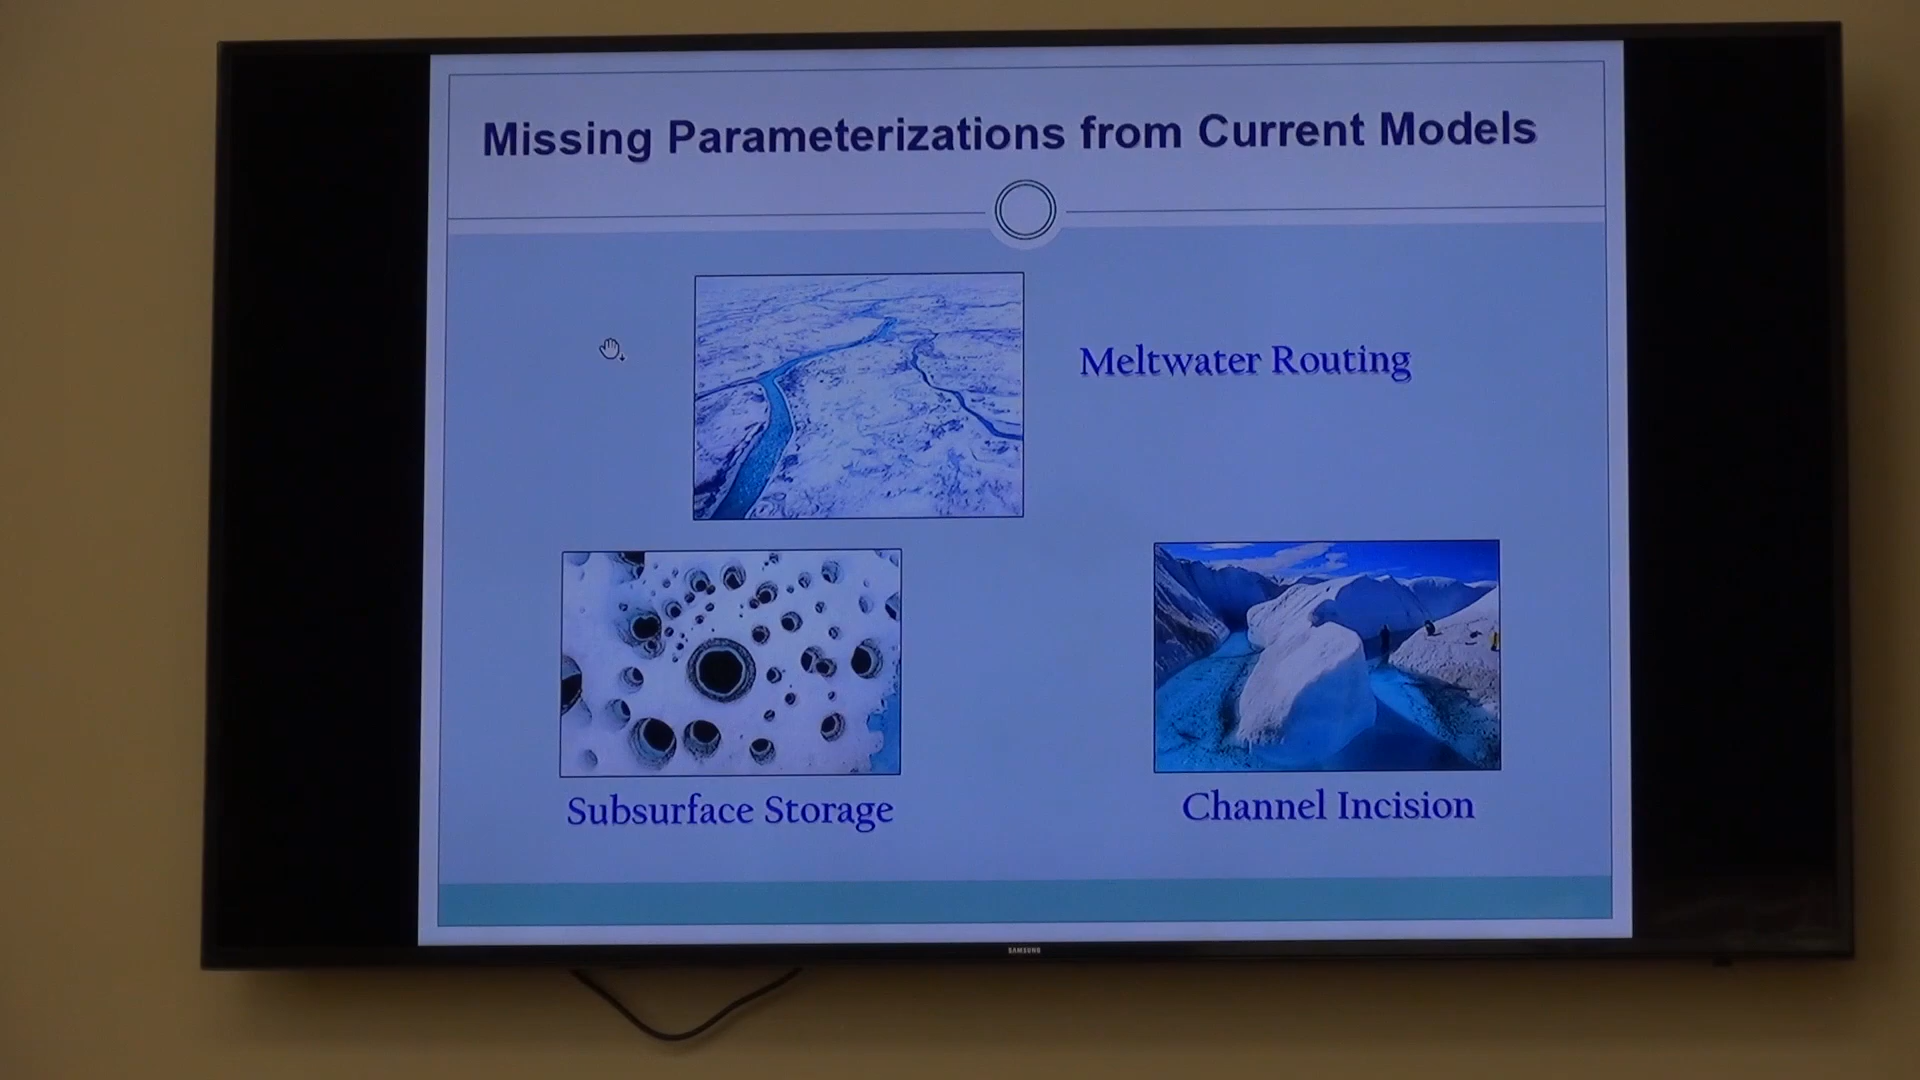 Missing Parameterizations from Current Models
Meltwater Routing
Subsurface Storage
Channel Incision
SAMSUNG